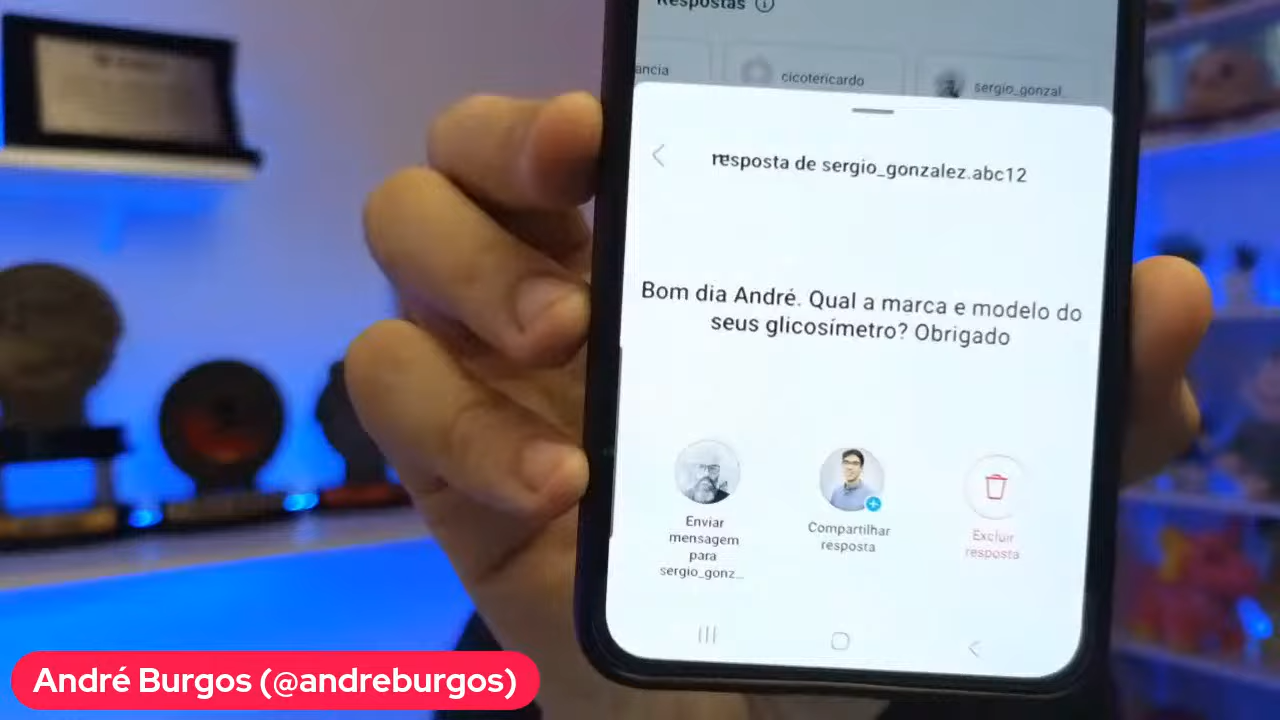 Respostas
ancia
cicotericardo
sergio_gonzal
resposta de sergio_gonzalez.abc12
Bom dia André. Qual a marca e modelo do
seus glicosímetro? Obrigado
Enviar
mensagem
para
sergio_gonz...
Compartilhar
resposta
Excluir
resposta
André Burgos (@andreburgos)